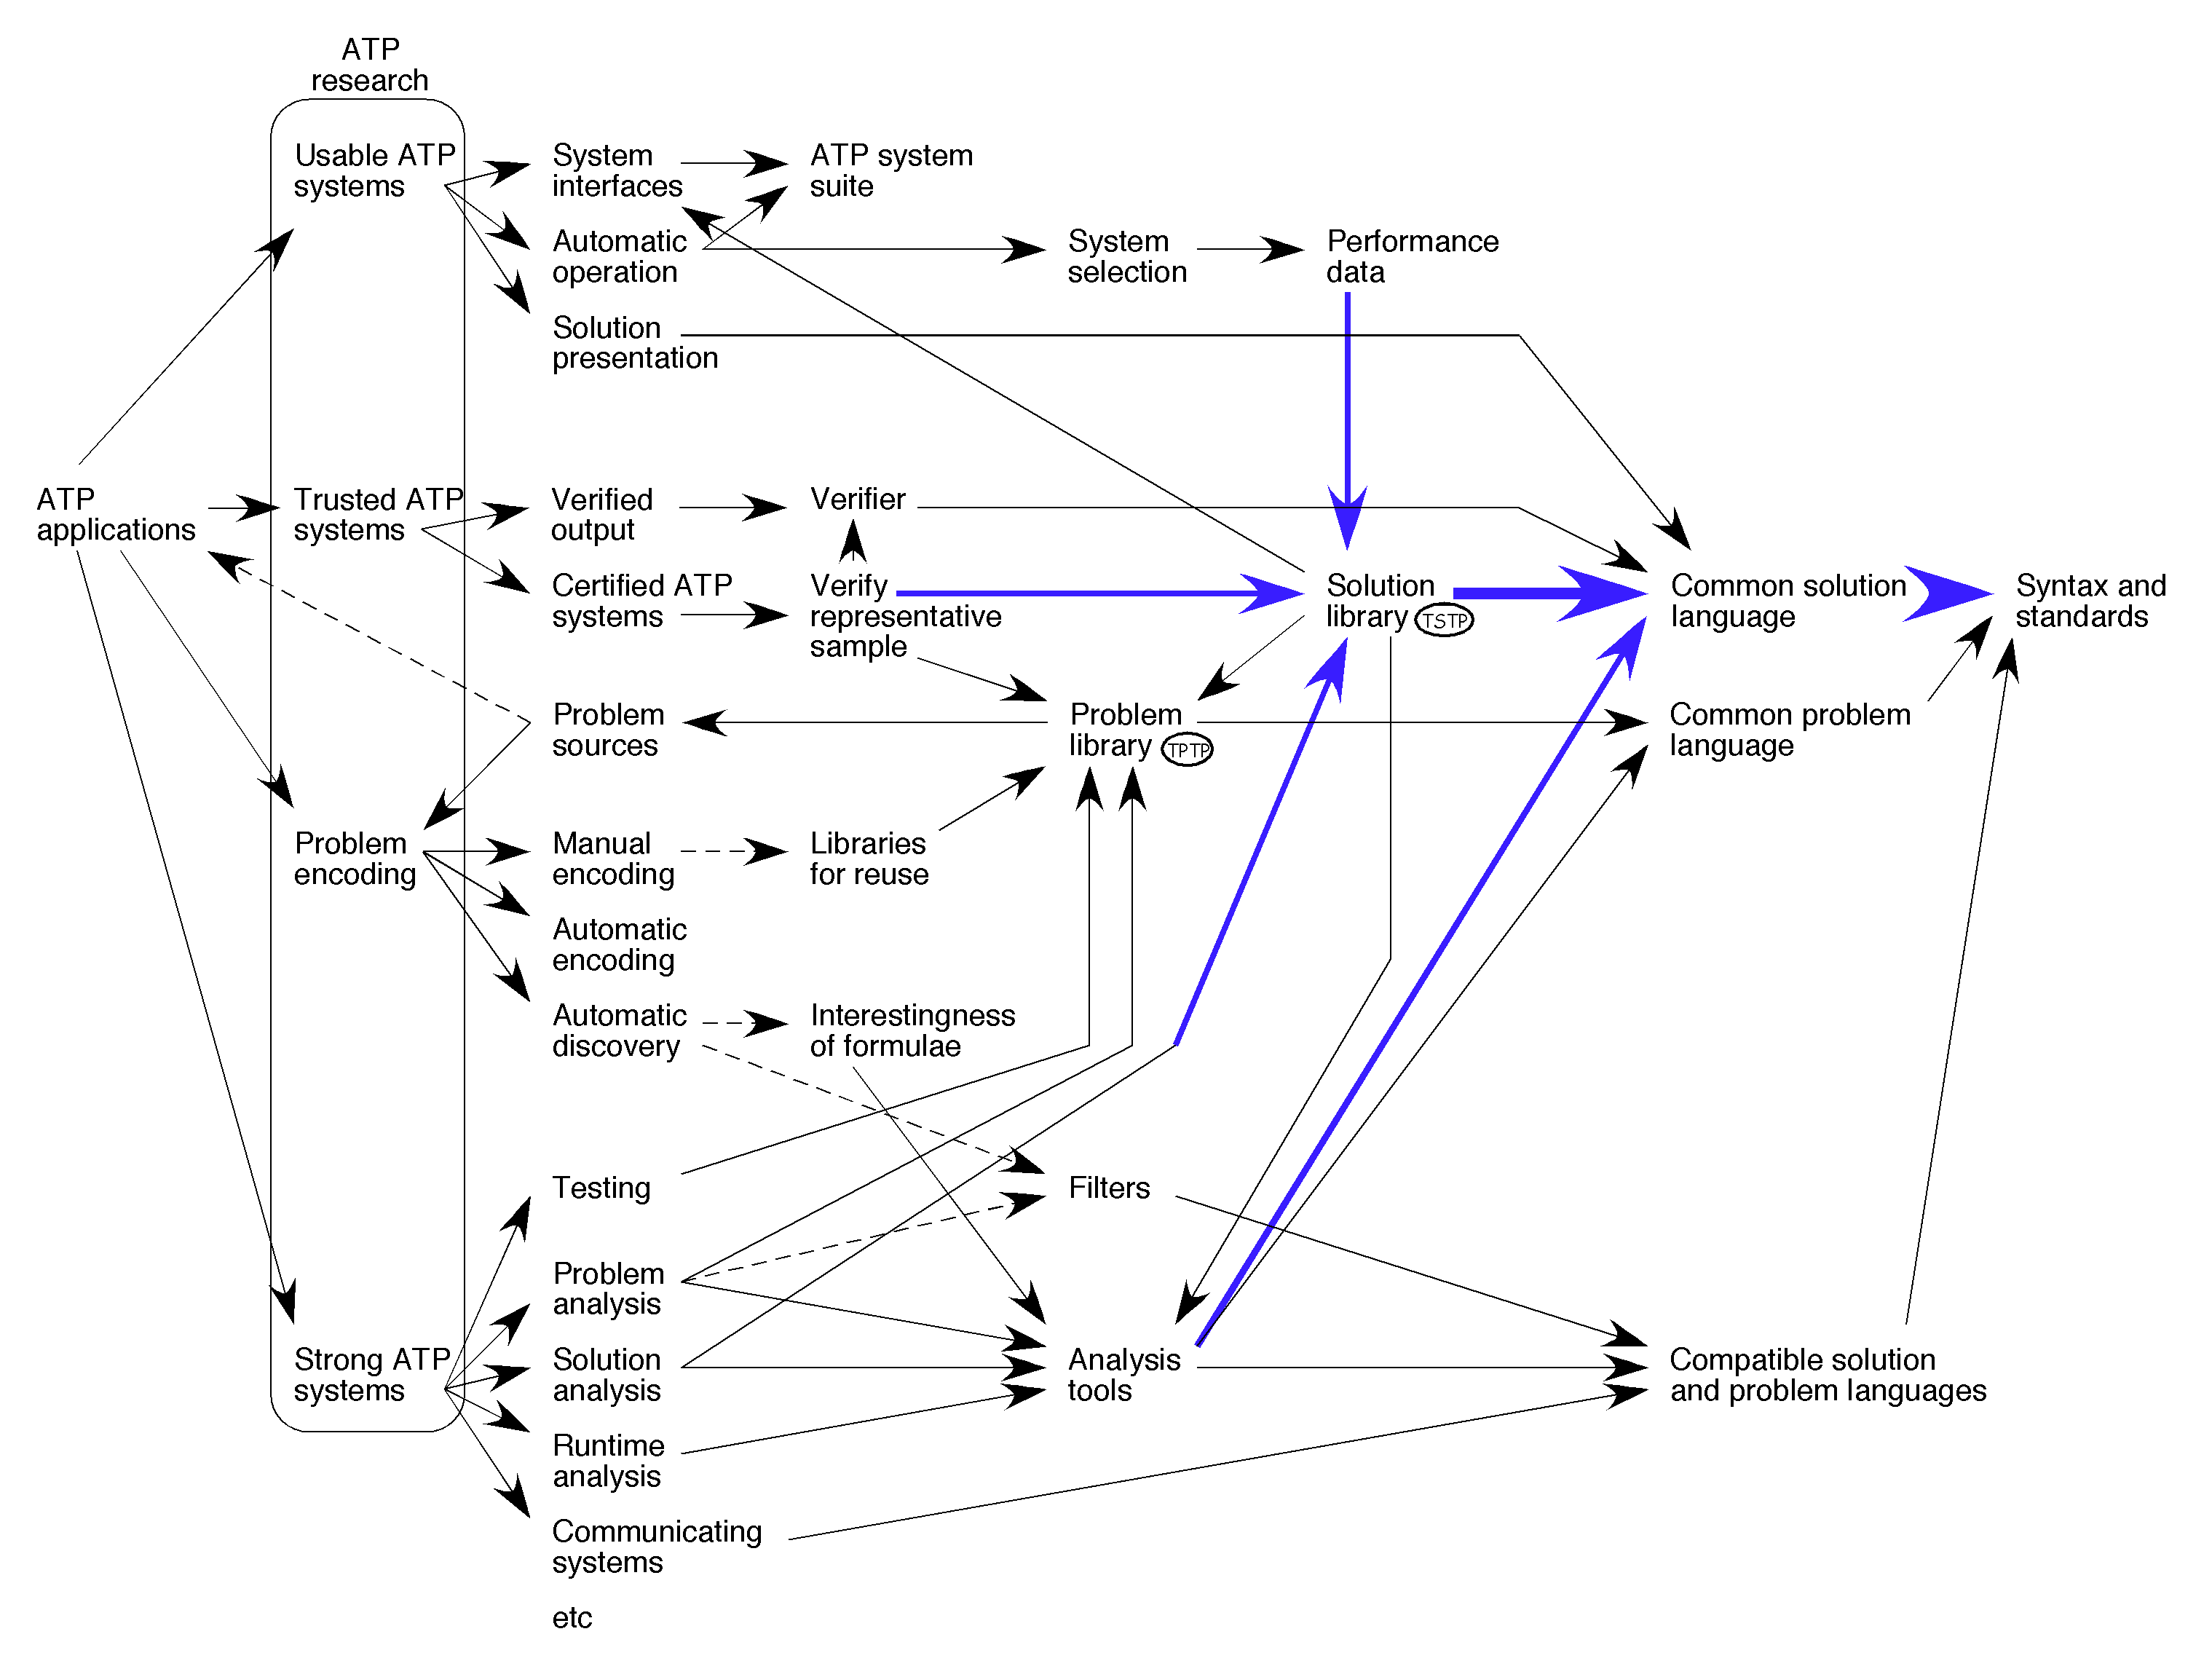 ATP
research
Usable ATP
systems
System
interfaces
ATP system
suite
Automatic
operation
System
selection
Performance
data
Solution
presentation
ATP
applications
Trusted ATP
systems
Verified
output
Verifier
Certified ATP
systems
Verify
representative
sample
Solution
library TSTP
Common solution
language
Syntax and
standards
Problem
sources
Problem
library TPTP
Common problem
language
Problem
encoding
Manual
encoding
Libraries
for reuse
Automatic
encoding
Automatic
discovery
Interestingness
of formulae
Testing
Filters
Problem
analysis
Strong ATP
systems
Solution
analysis
Analysis
tools
Compatible solution
and problem languages
Runtime
analysis
Communicating
systems
etc